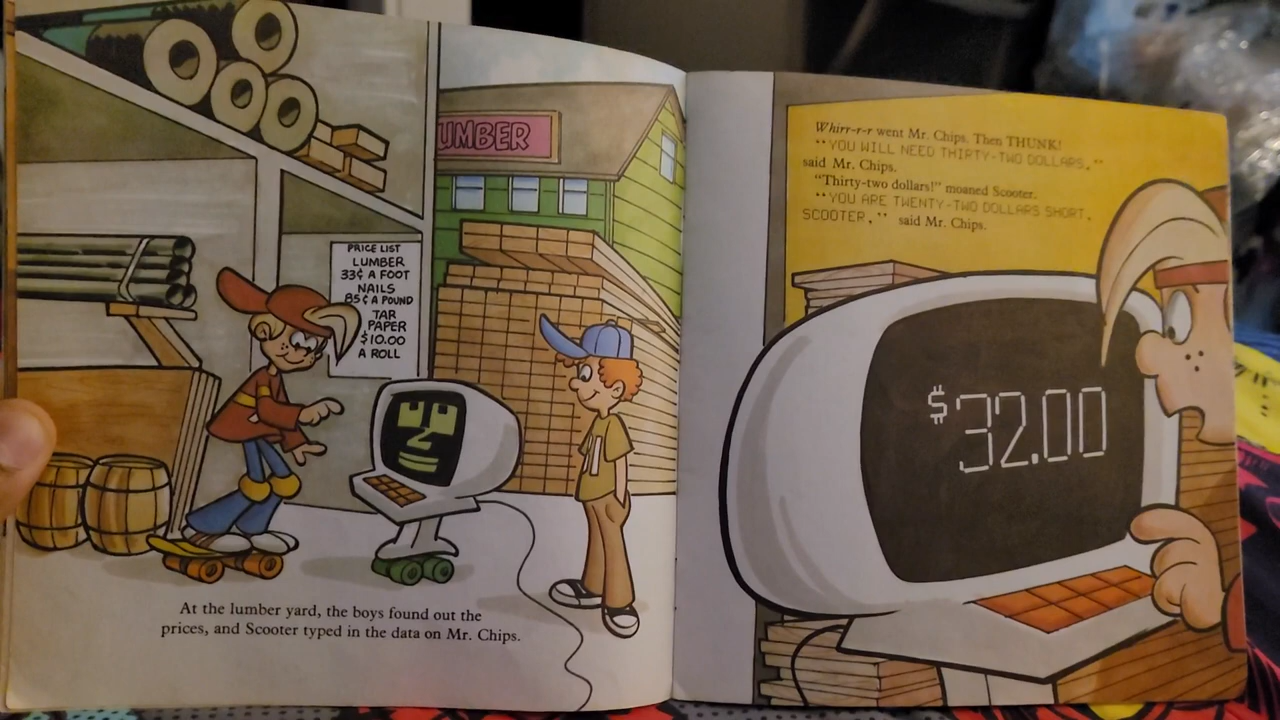 UMBER
PRICE LIST
LUMBER
33¢ A FOOT
NAILS
85¢ A POUND
TAR
PAPER
$10.00
A ROLL
At the lumber yard, the boys found out the
prices, and Scooter typed in the data on Mr. Chips.
Whirr-r-r went Mr. Chips. Then THUNK!
"YOU WILL NEED THIRTY-TWO DOLLARS,"
said Mr. Chips.
"Thirty-two dollars!" moaned Scooter.
"YOU ARE TWENTY-TWO DOLLARS SHORT,
SCOOTER," said Mr. Chips.
$32.00